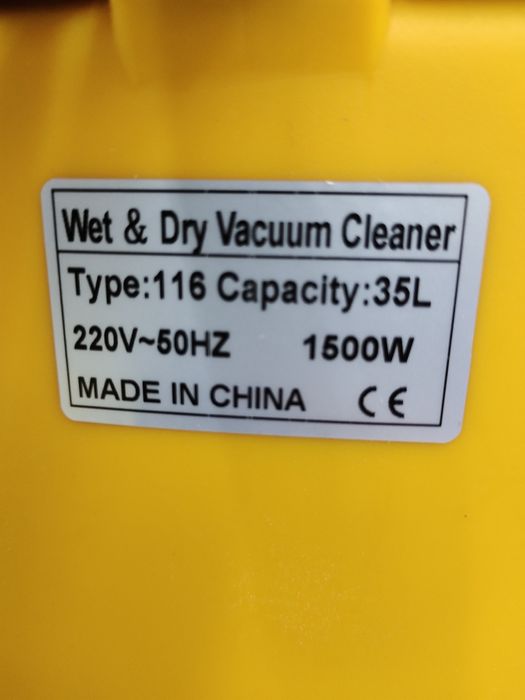 Wet & Dry Vacuum Cleaner
Type:116 Capacity:35L
220V~50HZ 1500W
MADE IN CHINA CE